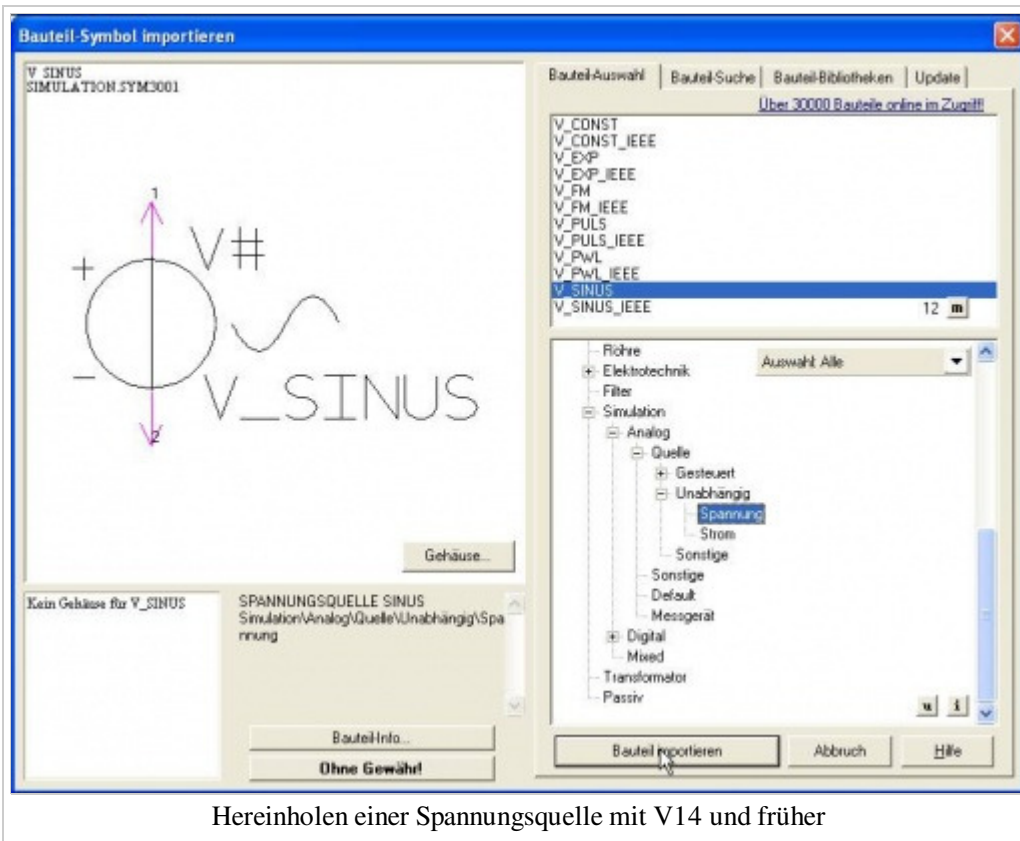 Bauteil-Symbol importieren
V_SINUS
SIMULATION.SYM3001
1
V#
+
−
V_SINUS
2
Gehäuse...
Kein Gehäuse für V_SINUS
SPANNUNGSQUELLE SINUS
Simulation\Analog\Quelle\Unabhängig\Spa
nnung
Bauteil-Info...
Ohne Gewähr!
Bauteil-Auswahl Bauteil-Suche Bauteil-Bibliotheken Update
Über 30000 Bauteile online im Zugriff!
V_CONST
V_CONST_IEEE
V_EXP
V_EXP_IEEE
V_FM
V_FM_IEEE
V_PULS
V_PULS_IEEE
V_PWL
V_PWL_IEEE
V_SINUS
V_SINUS_IEEE
12 m
Auswahl: Alle
Röhre
Elektrotechnik
Filter
Simulation
Analog
Quelle
Gesteuert
Unabhängig
Spannung
Strom
Sonstige
Sonstige
Default
Messgerät
Digital
Mixed
Transformator
Passiv
u i
Bauteil importieren Abbruch Hilfe
Hereinholen einer Spannungsquelle mit V14 und früher